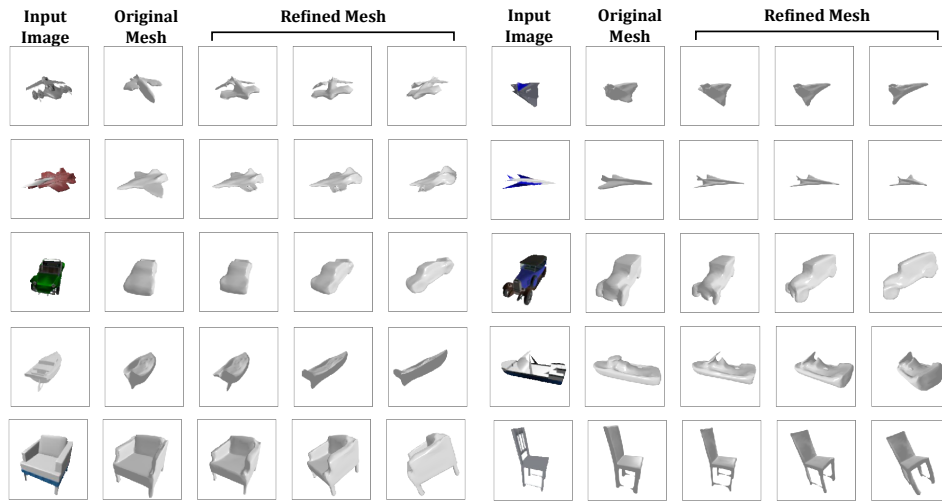 Input
Image
Original
Mesh
Refined Mesh
Input
Image
Original
Mesh
Refined Mesh